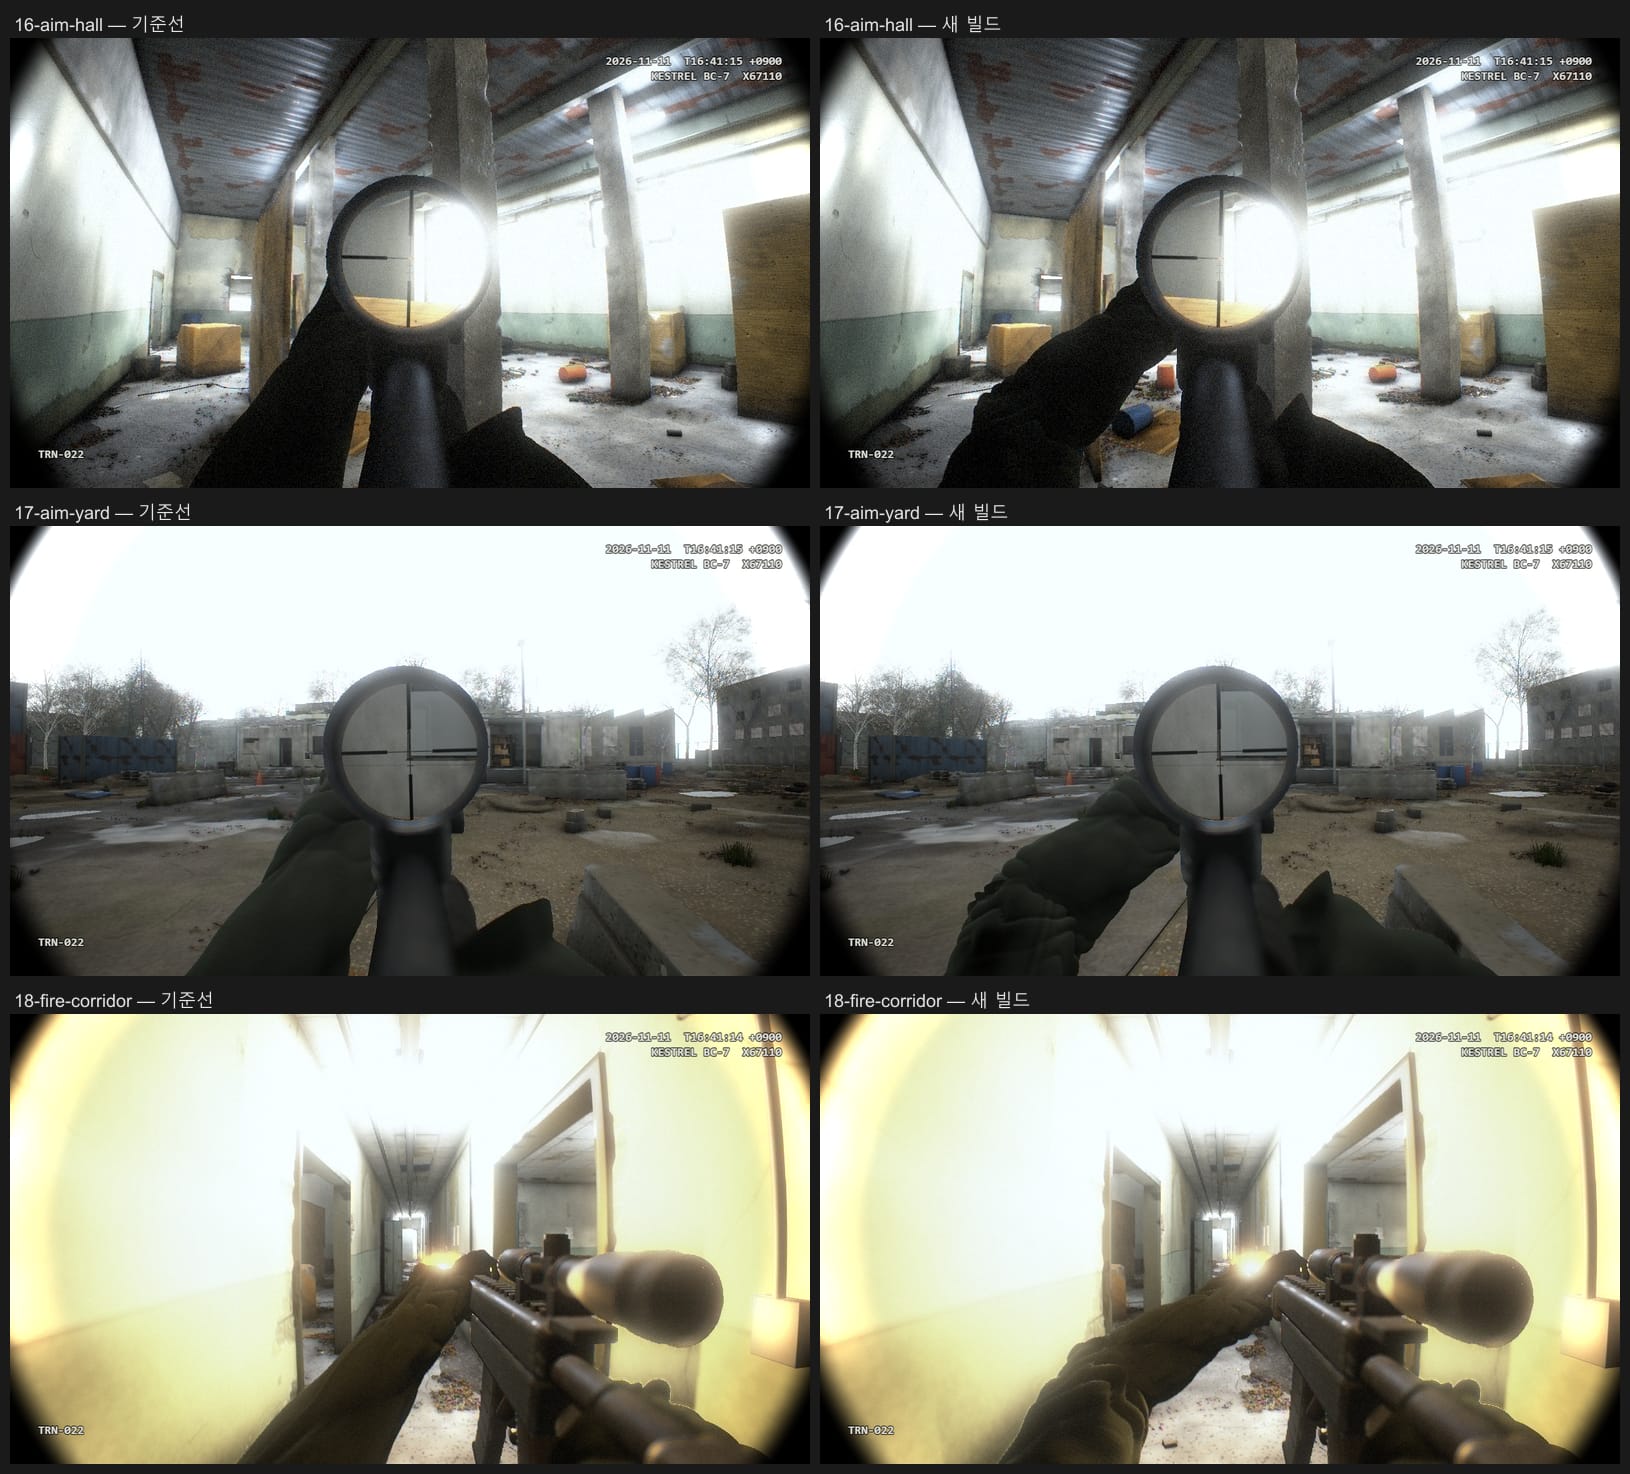 16-aim-hall — 기준선
16-aim-hall — 새 빌드
2026-11-11 T16:41:15 +0900
KESTREL BC-7 X67110
TRN-022
2026-11-11 T16:41:15 +0900
KESTREL BC-7 X67110
TRN-022
17-aim-yard — 기준선
17-aim-yard — 새 빌드
2026-11-11 T16:41:15 +0900
KESTREL BC-7 X67110
TRN-022
2026-11-11 T16:41:15 +0900
KESTREL BC-7 X67110
TRN-022
18-fire-corridor — 기준선
18-fire-corridor — 새 빌드
2026-11-11 T16:41:14 +0900
KESTREL BC-7 X67110
TRN-022
2026-11-11 T16:41:14 +0900
KESTREL BC-7 X67110
TRN-022